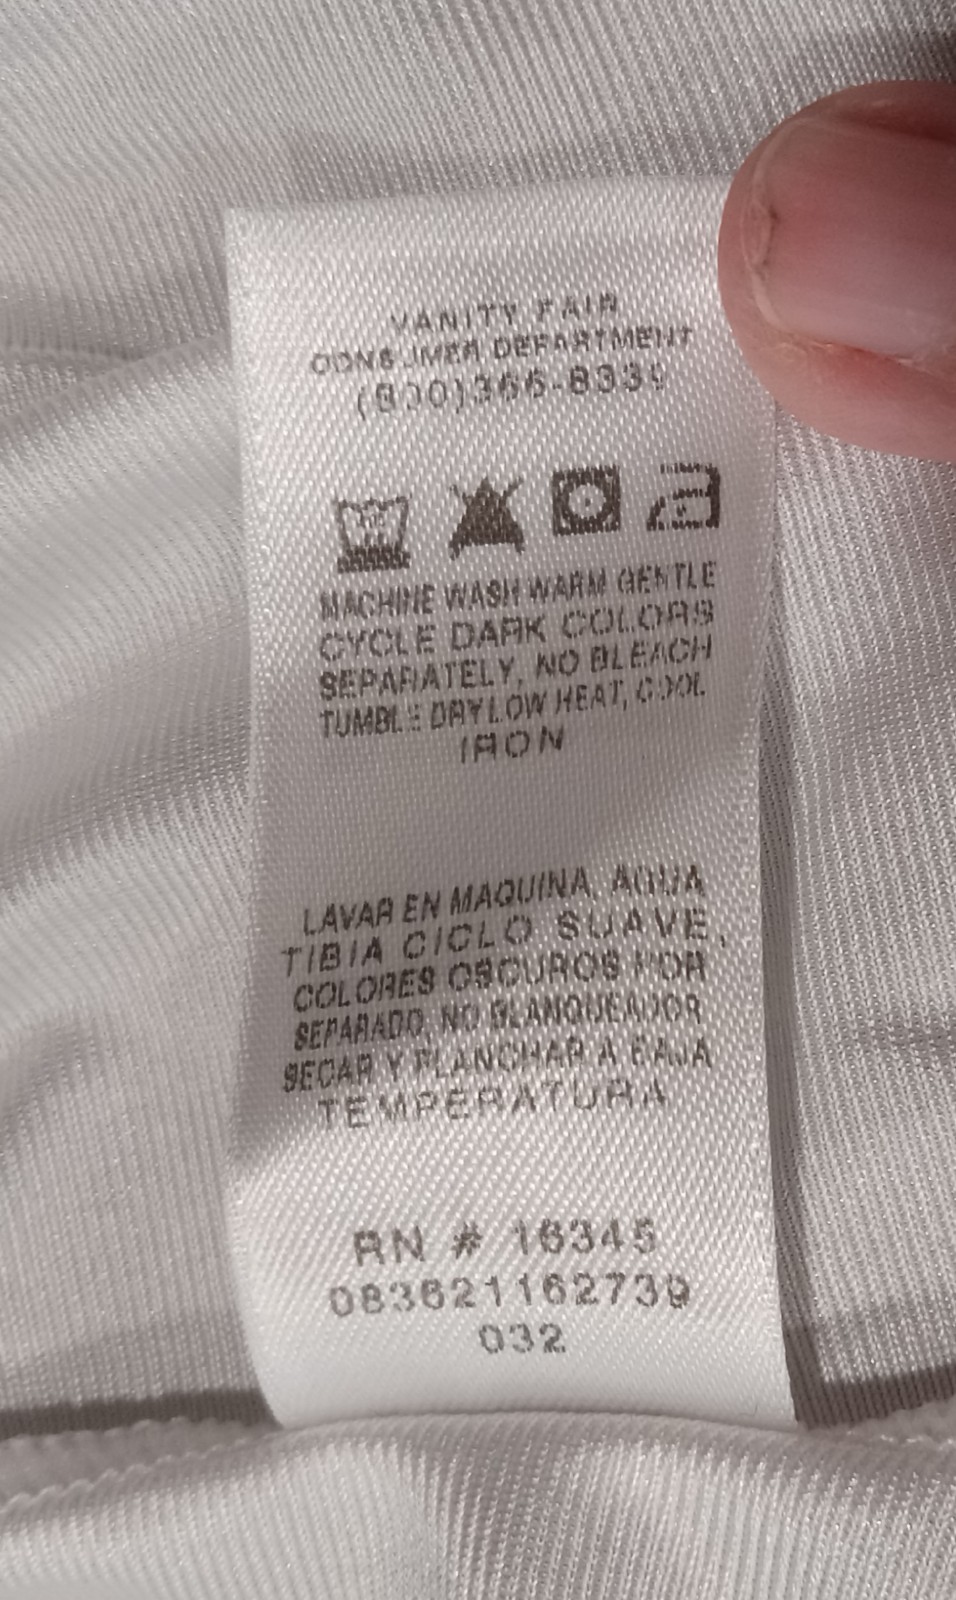 VANITY FAIR
CONSUMER DEPARTMENT
(800)366-8339
MACHINE WASH WARM GENTLE
CYCLE DARK COLORS
SEPARATELY, NO BLEACH
TUMBLE DRY LOW HEAT, COOL
IRON
LAVAR EN MAQUINA, AGUA
TIBIA CICLO SUAVE,
COLORES OSCUROS POR
SEPARADO, NO BLANQUEADOR
SECAR Y PLANCHAR A BAJA
TEMPERATURA
RN # 16345
083621162739
032